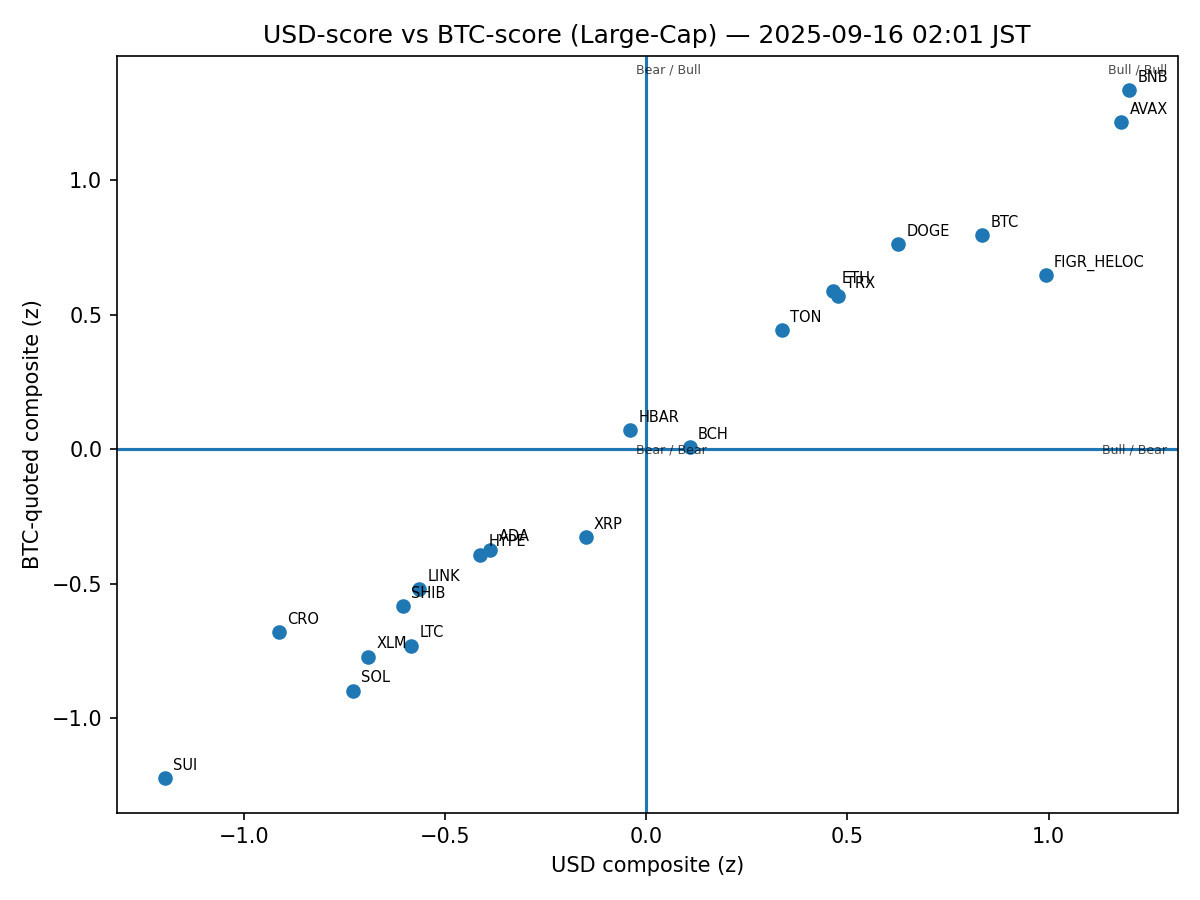 USD-score vs BTC-score (Large-Cap) — 2025-09-16 02:01 JST
Bear / Bull
Bull / Bull
BNB
AVAX
1.0
DOGE
BTC
FIGR_HELOC
ETH
TRX
0.5
TON
HBAR
BCH
0.0
Bear / Bear
Bull / Bear
XRP
ADA
HYPE
LINK
−0.5
SHIB
CRO
LTC
XLM
SOL
−1.0
SUI
BTC-quoted composite (z)
−1.0
−0.5
0.0
0.5
1.0
USD composite (z)